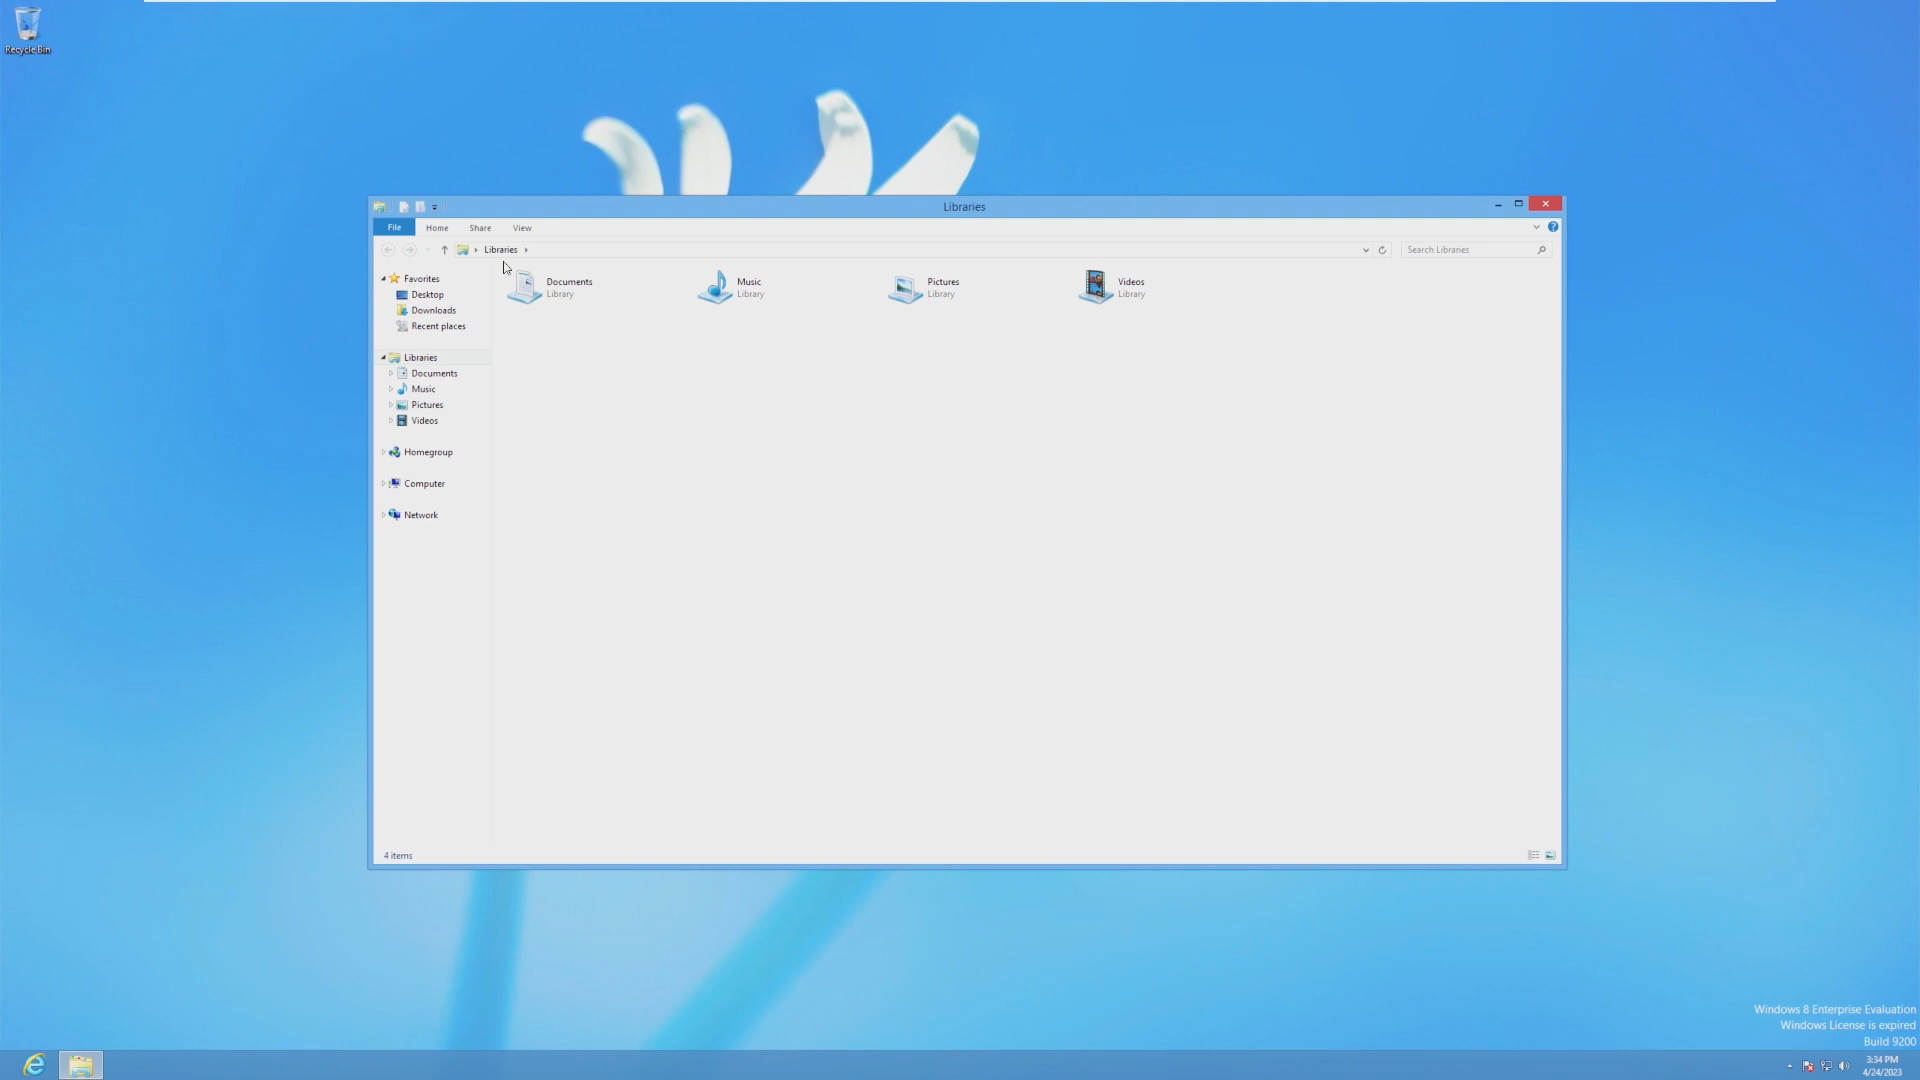 Recycle Bin
Libraries
File Home Share View
Libraries
Search Libraries
Favorites
Desktop
Downloads
Recent places
Libraries
Documents
Music
Pictures
Videos
Homegroup
Computer
Network
Documents
Library
Music
Library
Pictures
Library
Videos
Library
4 items
Windows 8 Enterprise Evaluation
Windows License is expired
Build 9200
3:34 PM
4/24/2023